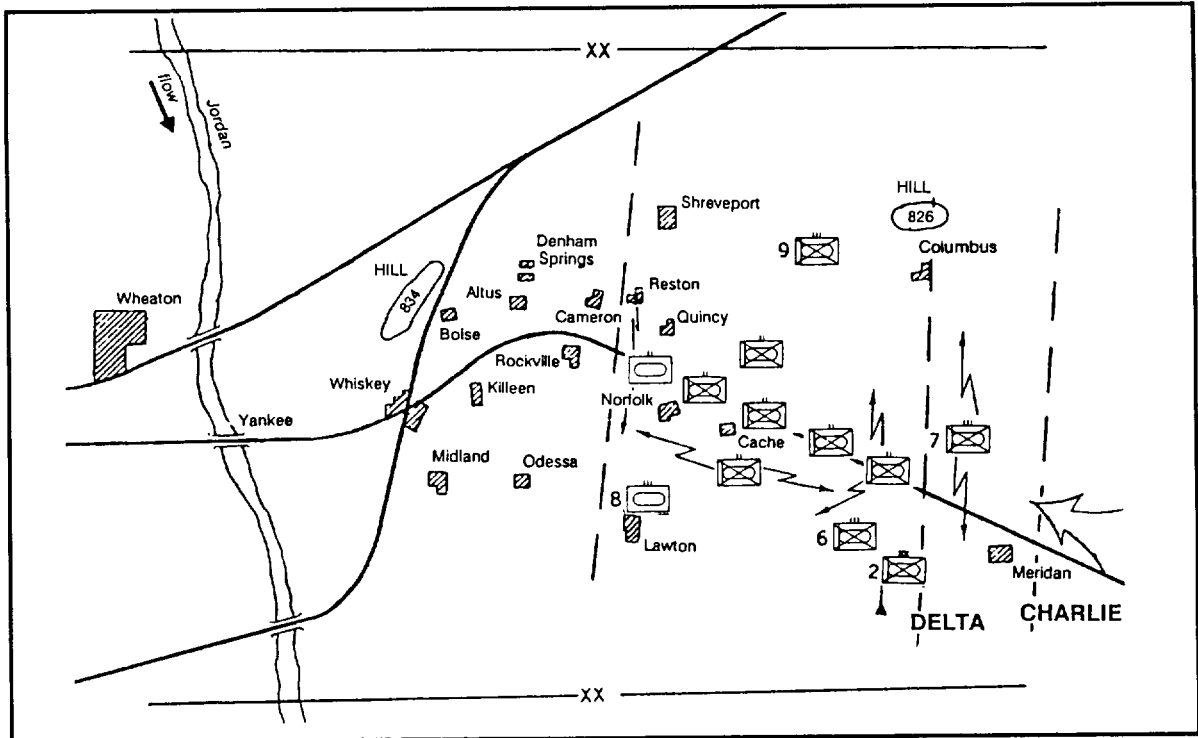 XX
flow
Jordan
HILL
826
Shreveport
9
Columbus
Denham
Springs
HILL
834
Altus
Reston
Wheaton
Boise
Cameron
Quincy
Rockville
Whiskey
Killeen
Norfolk
Yankee
Cache
7
Midland
Odessa
8
Lawton
6
Meridan
2
DELTA
CHARLIE
XX